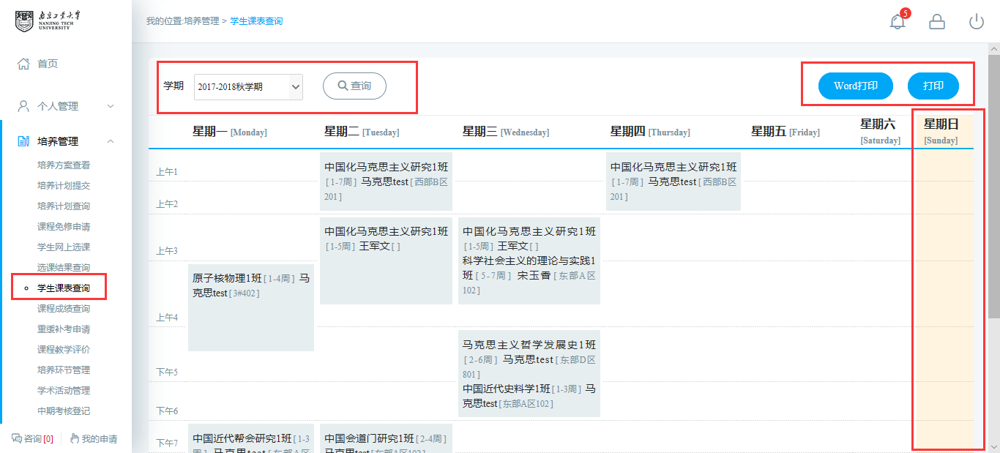 南京工业大学
NANJING TECH
UNIVERSITY
首页
个人管理
培养管理
培养方案查看
培养计划提交
培养计划查询
课程免修申请
学生网上选课
选课结果查询
学生课表查询
课程成绩查询
重缓补考申请
课程教学评价
培养环节管理
学术活动管理
中期考核登记
咨询[0] 我的申请
我的位置:培养管理 > 学生课表查询
5
学期 2017-2018秋学期 查询 Word打印 打印
星期一 [Monday] 星期二 [Tuesday] 星期三 [Wednesday] 星期四 [Thursday] 星期五 [Friday] 星期六 [Saturday] 星期日 [Sunday]
上午1
上午2
上午3
上午4
下午5
下午6
下午7
原子核物理1班[1-4周] 马
克思test[3#402]
中国近代帮会研究1班[1-3
周] 马克思test[东部A区
中国化马克思主义研究1班
[1-7周] 马克思test[西部B区
201]
中国化马克思主义研究1班
[1-5周] 王军文[ ]
中国会道门研究1班[2-4周]
马克思test[东部A区102]
中国化马克思主义研究1班
[1-5周] 王军文[ ]
科学社会主义的理论与实践1
班[5-7周] 宋玉香[东部A区
102]
马克思主义哲学发展史1班
[2-6周] 马克思test[东部D区
801]
中国近代史料学1班[1-3周] 马
克思test[东部A区102]
中国化马克思主义研究1班
[1-7周] 马克思test[西部B区
201]